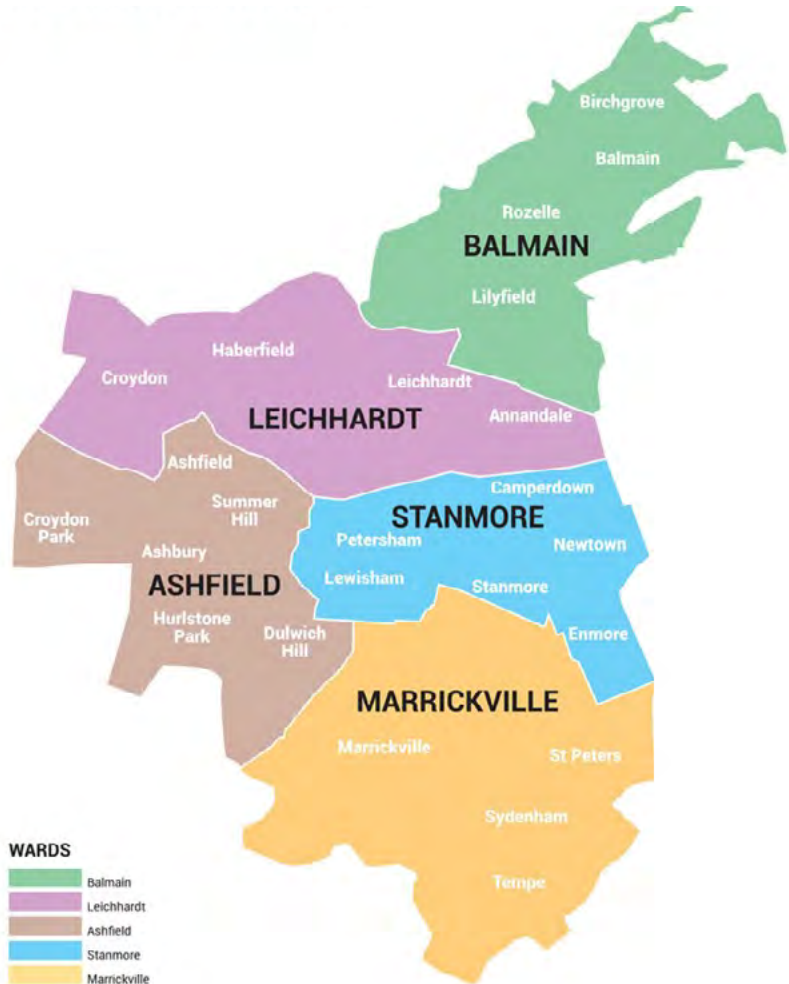 Birchgrove
Balmain
Rozelle
BALMAIN
Lilyfield
Haberfield
Croydon
Leichhardt
LEICHHARDT
Annandale
Ashfield
Summer
Hill
Croydon
Park
Ashbury
ASHFIELD
Hurlstone
Park
Dulwich
Hill
Camperdown
STANMORE
Petersham
Newtown
Lewisham
Stanmore
Enmore
MARRICKVILLE
Marrickville
St Peters
Sydenham
Tempe
WARDS
Balmain
Leichhardt
Ashfield
Stanmore
Marrickville